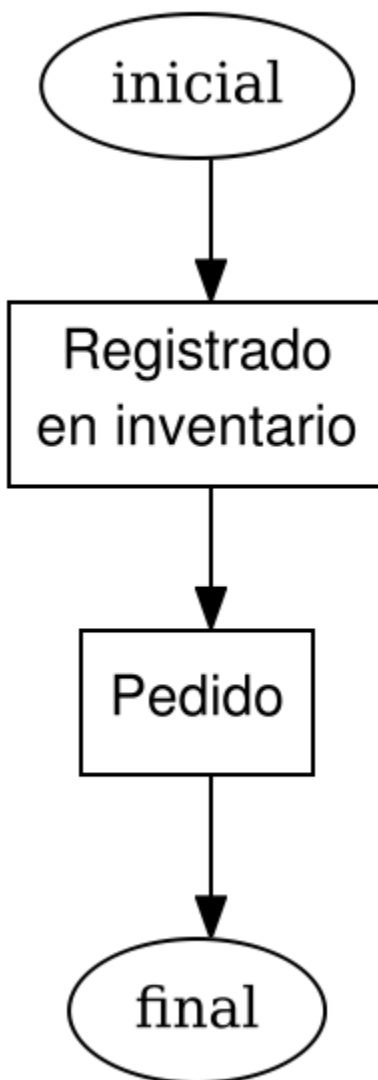 inicial
Registrado
en inventario
Pedido
final